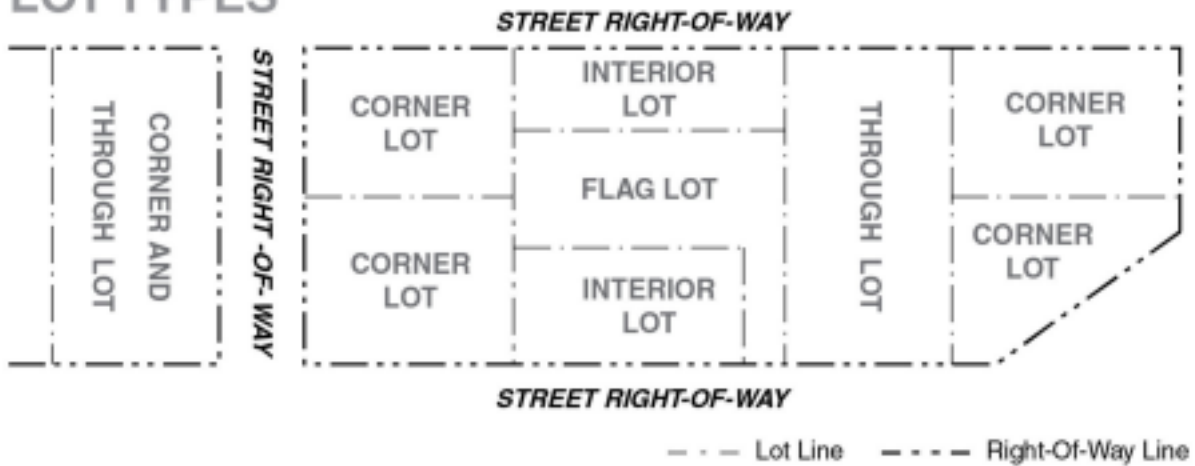 LOT TYPES
STREET RIGHT-OF-WAY
CORNER AND
THROUGH LOT
STREET RIGHT -OF- WAY
CORNER
LOT
INTERIOR
LOT
FLAG LOT
CORNER
LOT
INTERIOR
LOT
THROUGH LOT
CORNER
LOT
CORNER
LOT
STREET RIGHT-OF-WAY
Lot Line
Right-Of-Way Line